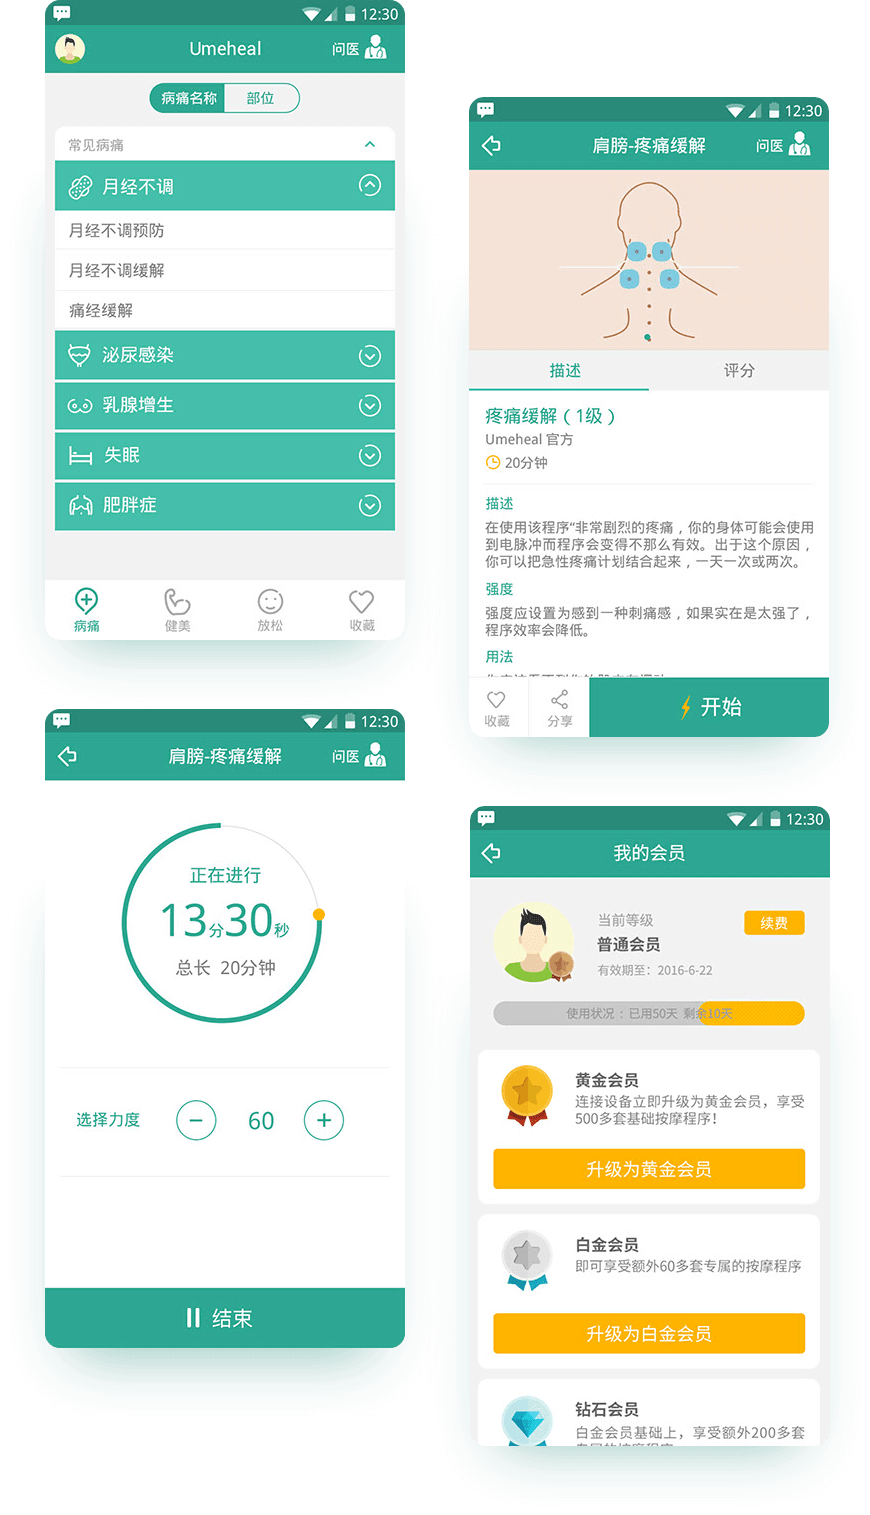 12:30
Umeheal
问医
病痛名称
部位
常见病痛
月经不调
月经不调预防
月经不调缓解
痛经缓解
泌尿感染
乳腺增生
失眠
肥胖症
病痛
健美
放松
收藏
12:30
肩膀-疼痛缓解
问医
描述
评分
疼痛缓解（1级）
Umeheal 官方
20分钟
描述
在使用该程序“非常剧烈的疼痛，你的身体可能会使用
到电脉冲而程序会变得不那么有效。出于这个原因，
你可以把急性疼痛计划结合起来，一天一次或两次。
强度
强度应设置为感到一种刺痛感，如果实在是太强了，
程序效率会降低。
用法
收藏
分享
开始
12:30
肩膀-疼痛缓解
问医
正在进行
13分30秒
总长 20分钟
选择力度
60
结束
12:30
我的会员
当前等级
普通会员
有效期至：2016-6-22
续费
使用状况：已用50天 剩余10天
黄金会员
连接设备立即升级为黄金会员，享受
500多套基础按摩程序！
升级为黄金会员
白金会员
即可享受额外60多套专属的按摩程序
升级为白金会员
钻石会员
白金会员基础上，享受额外200多套